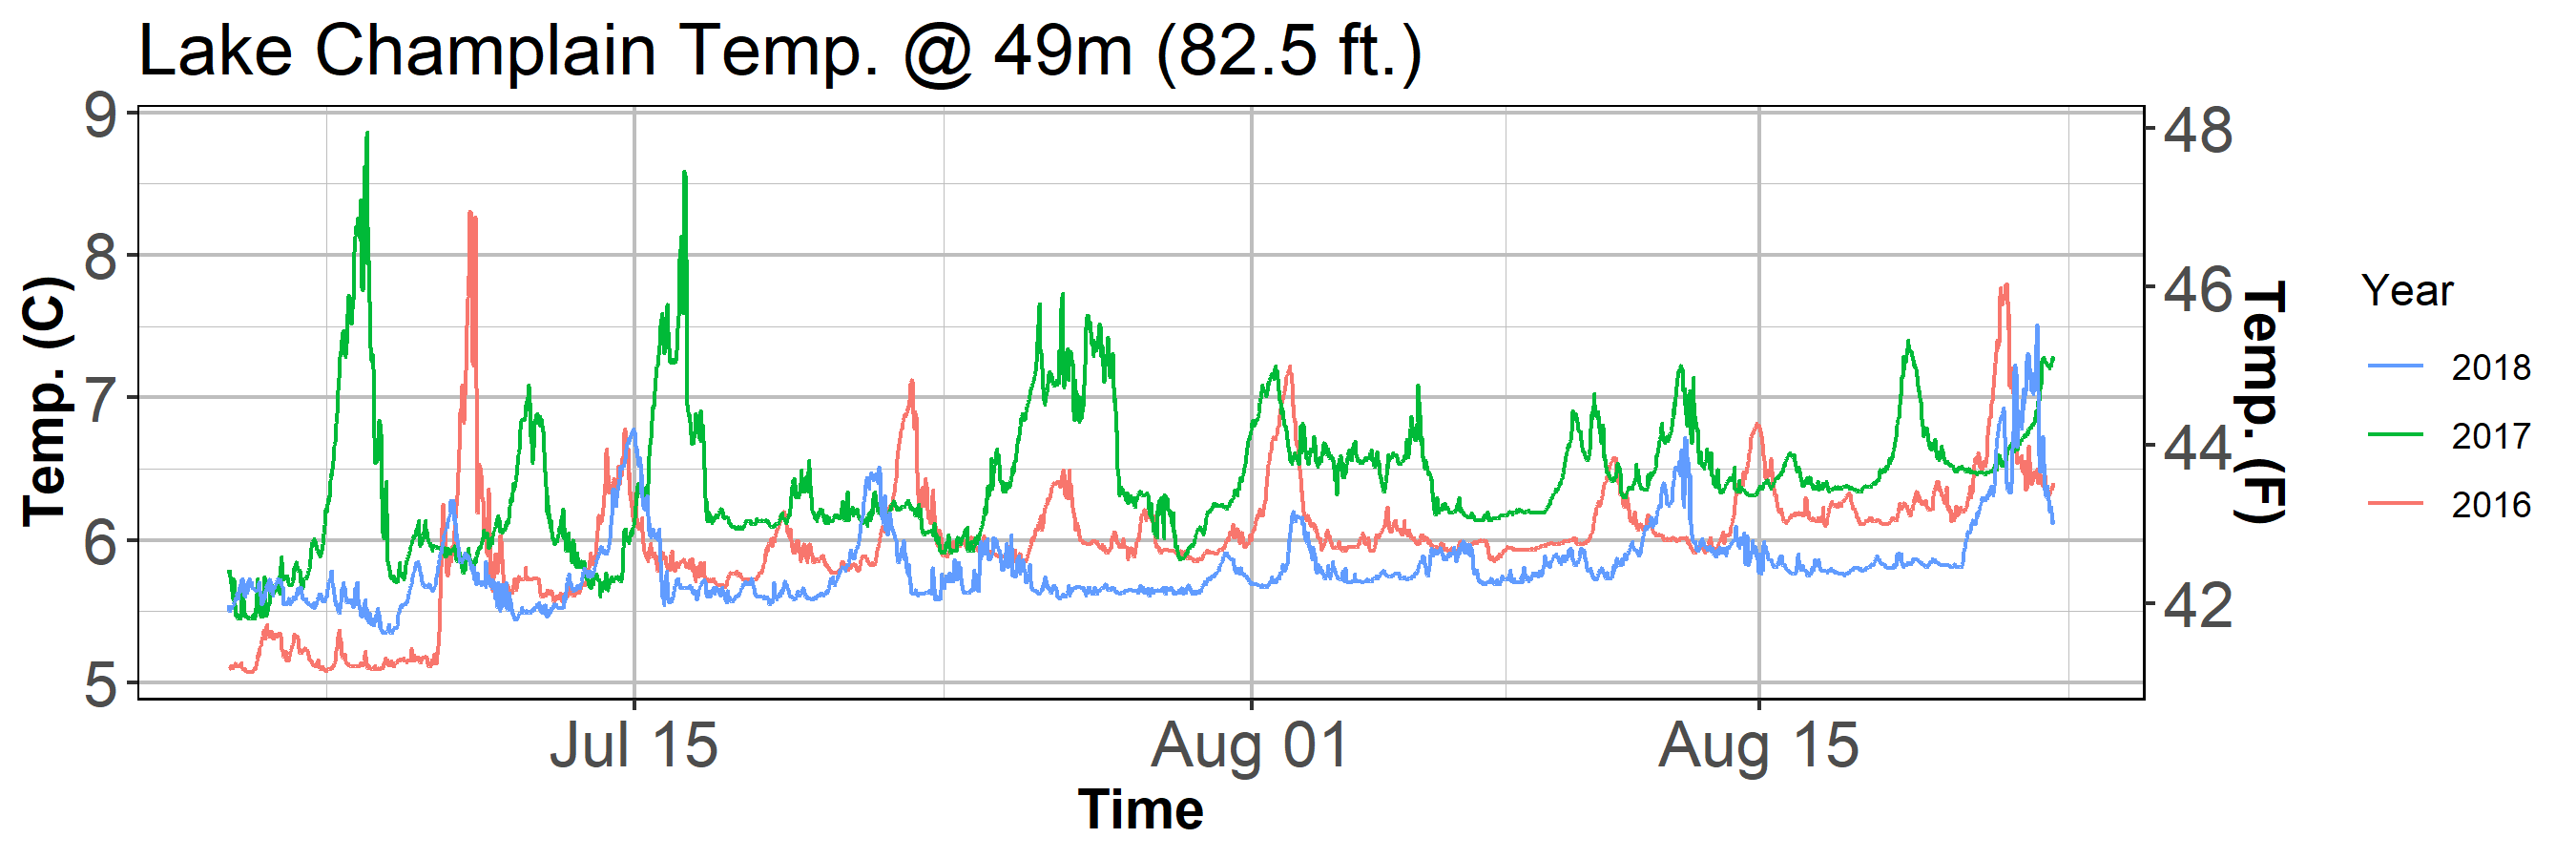 Lake Champlain Temp. @ 49m (82.5 ft.)
9
8
7
6
5
Temp. (C)
48
46
44
42
Temp. (F)
Jul 15
Aug 01
Aug 15
Time
Year
2018
2017
2016